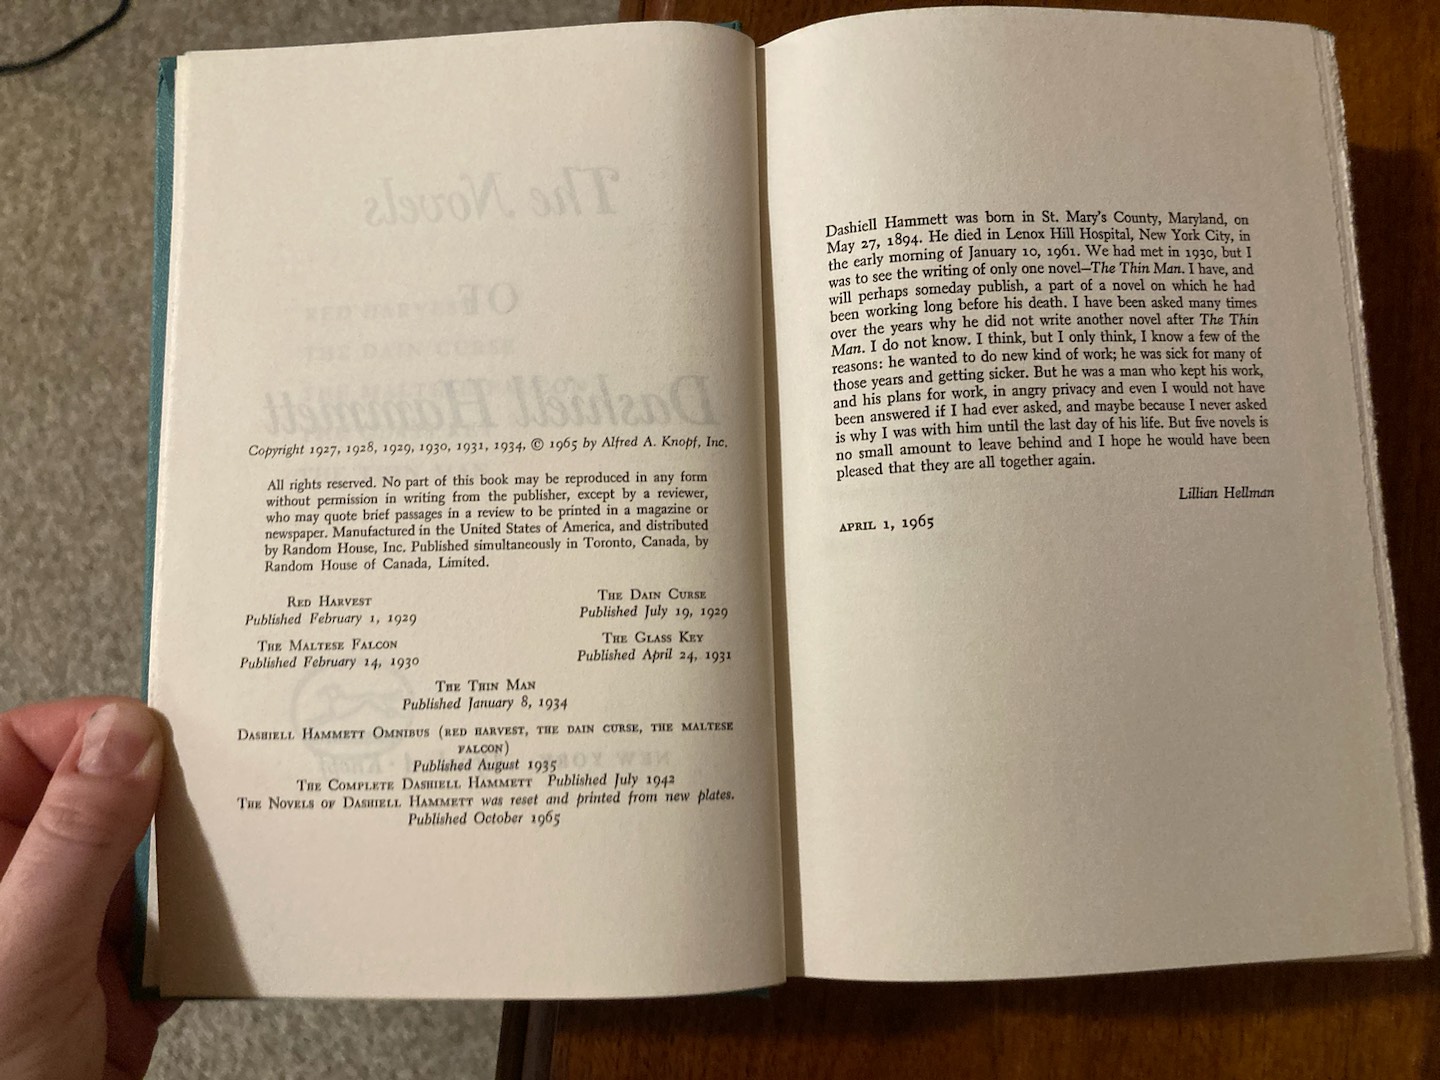 The Novels
OF
Dashiell
Copyright 1927, 1928, 1929, 1930, 1931, 1934, © 1965 by Alfred A. Knopf, Inc.
All rights reserved. No part of this book may be reproduced in any form
without permission in writing from the publisher, except by a reviewer,
who may quote brief passages in a review to be printed in a magazine or
newspaper. Manufactured in the United States of America, and distributed
by Random House, Inc. Published simultaneously in Toronto, Canada, by
Random House of Canada, Limited.
RED HARVEST
Published February 1, 1929
THE DAIN CURSE
Published July 19, 1929
THE MALTESE FALCON
Published February 14, 1930
THE GLASS KEY
Published April 24, 1931
THE THIN MAN
Published January 8, 1934
DASHIELL HAMMETT OMNIBUS (RED HARVEST, THE DAIN CURSE, THE MALTESE
FALCON)
Published August 1935
THE COMPLETE DASHIELL HAMMETT Published July 1942
THE NOVELS OF DASHIELL HAMMETT was reset and printed from new plates.
Published October 1965
Dashiell Hammett was born in St. Mary's County, Maryland, on
May 27, 1894. He died in Lenox Hill Hospital, New York City, in
the early morning of January 10, 1961. We had met in 1930, but I
was to see the writing of only one novel—The Thin Man. I have, and
will perhaps someday publish, a part of a novel on which he had
been working long before his death. I have been asked many times
over the years why he did not write another novel after The Thin
Man. I do not know. I think, but I only think, I know a few of the
reasons: he wanted to do new kind of work; he was sick for many of
those years and getting sicker. But he was a man who kept his work,
and his plans for work, in angry privacy and even I would not have
been answered if I had ever asked, and maybe because I never asked
is why I was with him until the last day of his life. But five novels is
no small amount to leave behind and I hope he would have been
pleased that they are all together again.
Lillian Hellman
APRIL 1, 1965